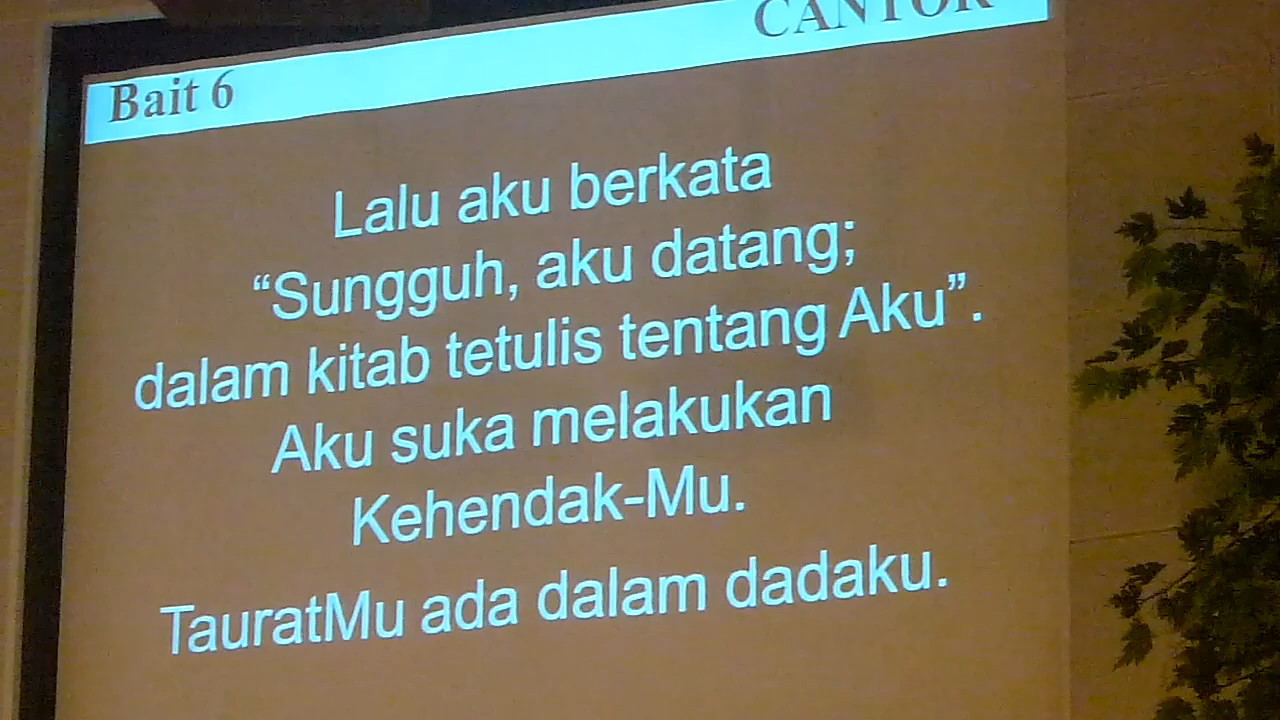 Bait 6 CANTOR
Lalu aku berkata
“Sungguh, aku datang;
dalam kitab tetulis tentang Aku”.
Aku suka melakukan
Kehendak-Mu.
TauratMu ada dalam dadaku.